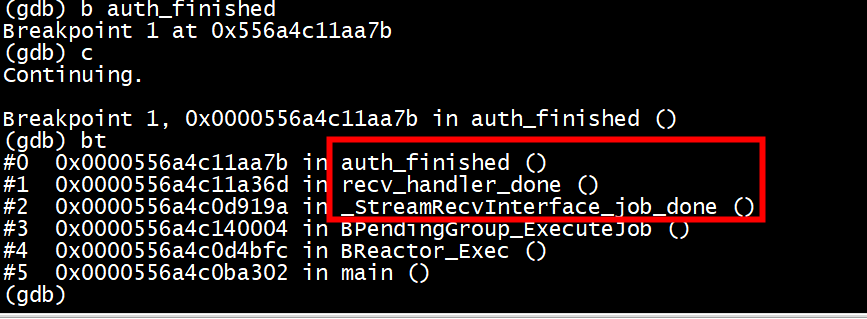 (gdb) b auth_finished
Breakpoint 1 at 0x556a4c11aa7b
(gdb) c
Continuing.
Breakpoint 1, 0x0000556a4c11aa7b in auth_finished ()
(gdb) bt
#0  0x0000556a4c11aa7b in auth_finished ()
#1  0x0000556a4c11a36d in recv_handler_done ()
#2  0x0000556a4c0d919a in _StreamRecvInterface_job_done ()
#3  0x0000556a4c140004 in BPendingGroup_ExecuteJob ()
#4  0x0000556a4c0d4bfc in BReactor_Exec ()
#5  0x0000556a4c0ba302 in main ()
(gdb)